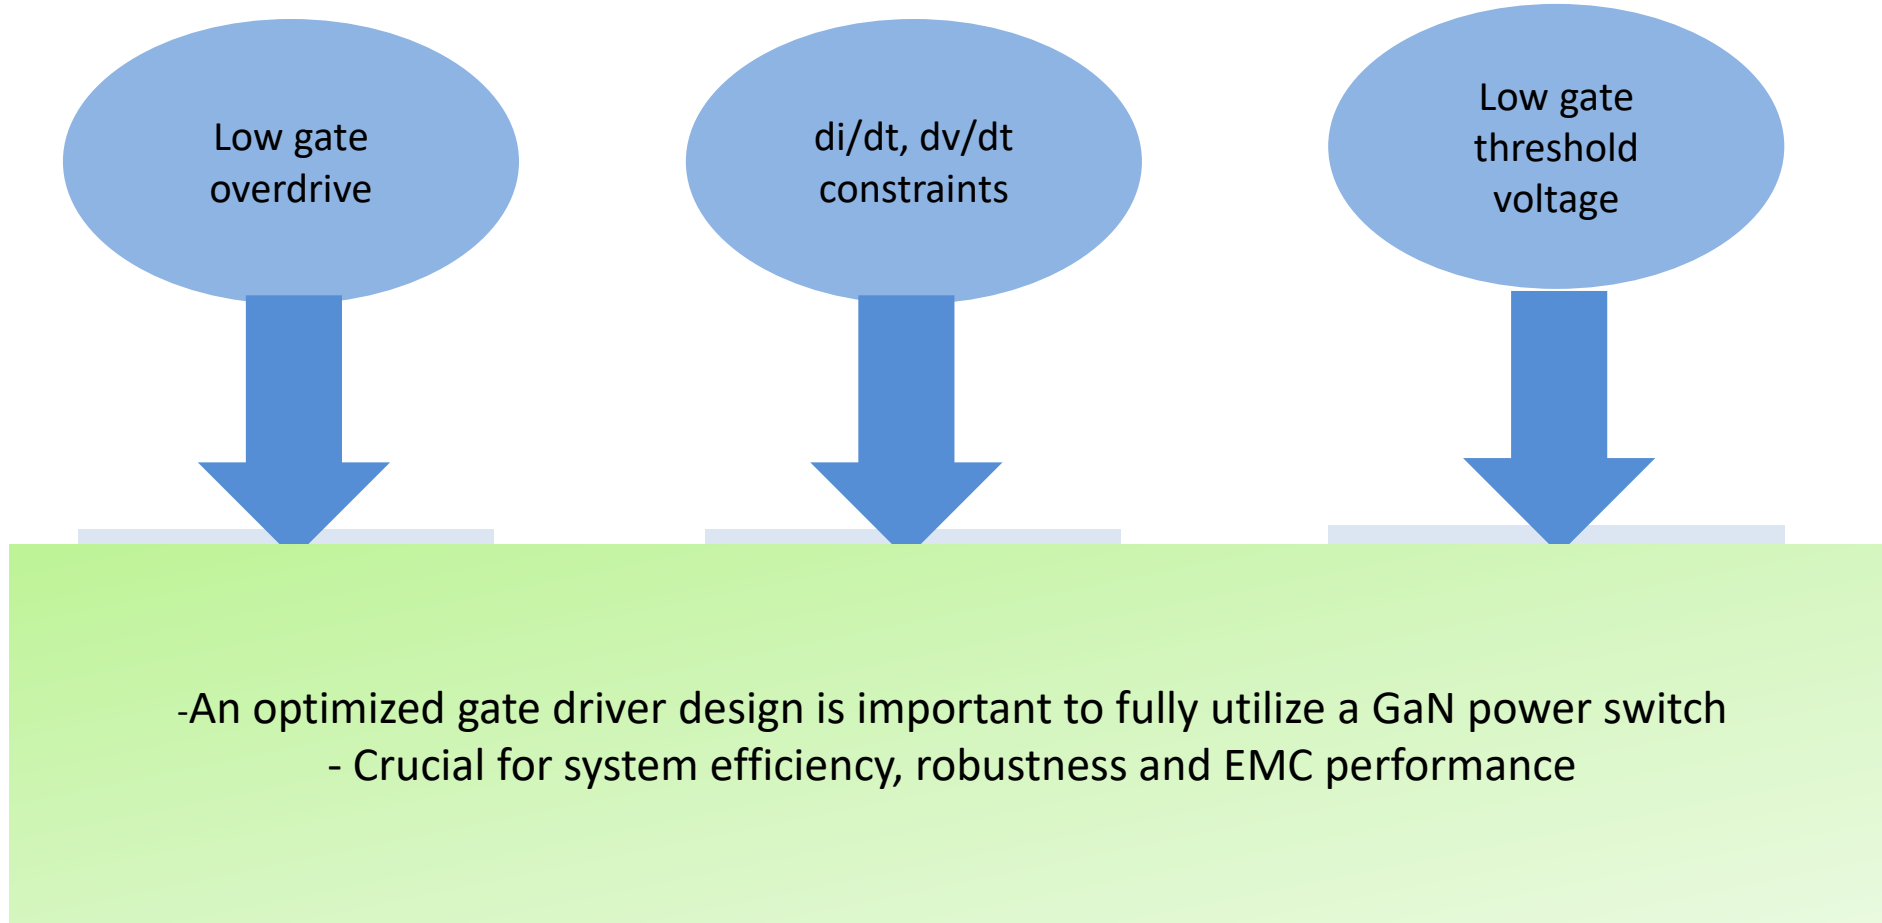 Low gate
overdrive
di/dt, dv/dt
constraints
Low gate
threshold
voltage
-An optimized gate driver design is important to fully utilize a GaN power switch
- Crucial for system efficiency, robustness and EMC performance